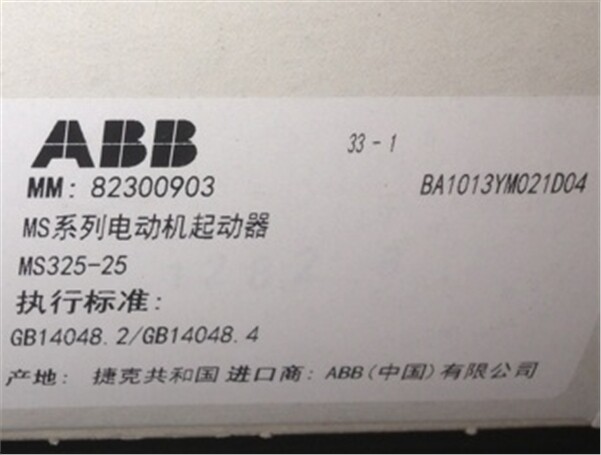 ABB
33-1
MM: 82300903
BA1013YM021D04
MS系列电动机起动器
MS325-25
执行标准:
GB14048.2/GB14048.4
产地: 捷克共和国 进口商: ABB(中国)有限公司